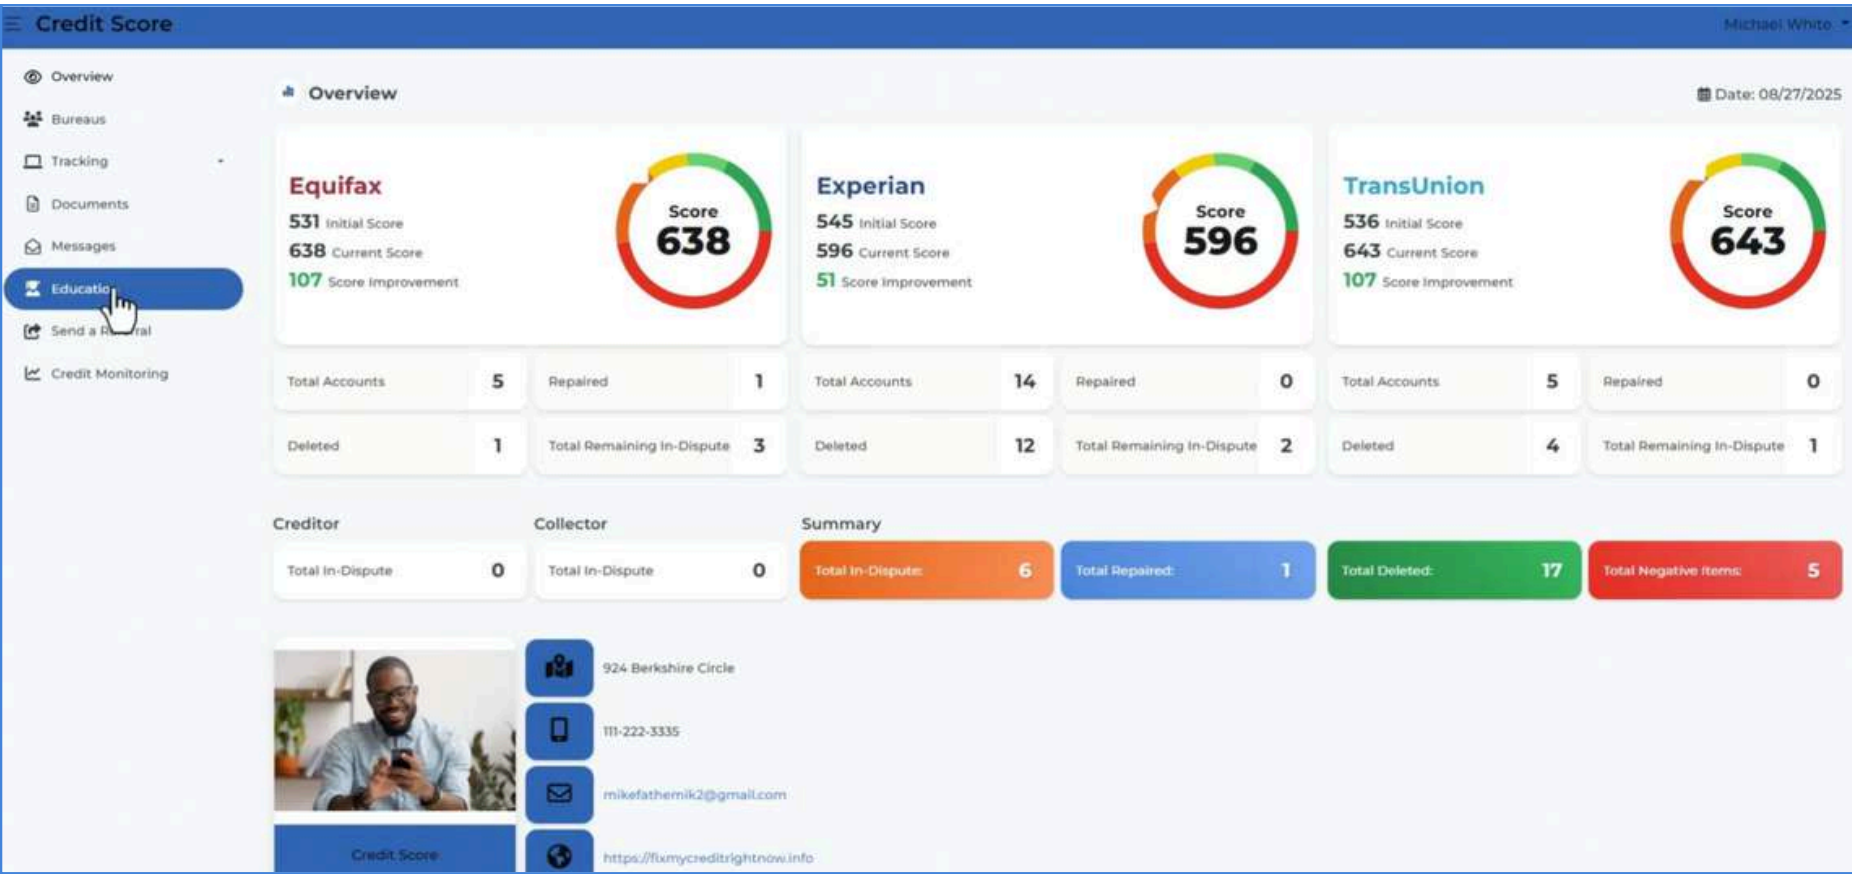 Credit Score
Michael White
Overview
Bureaus
Tracking
Documents
Messages
Education
Send a Referral
Credit Monitoring
Overview
Date: 08/27/2025
Equifax
531 Initial Score
638 Current Score
107 Score Improvement
Score
638
Experian
545 Initial Score
596 Current Score
51 Score Improvement
Score
596
TransUnion
536 Initial Score
643 Current Score
107 Score Improvement
Score
643
Total Accounts 5
Repaired 1
Total Accounts 14
Repaired 0
Total Accounts 5
Repaired 0
Deleted 1
Total Remaining In-Dispute 3
Deleted 12
Total Remaining In-Dispute 2
Deleted 4
Total Remaining In-Dispute 1
Creditor
Collector
Summary
Total In-Dispute 0
Total In-Dispute 0
Total In-Dispute: 6
Total Repaired: 1
Total Deleted: 17
Total Negative Items: 5
924 Berkshire Circle
111-222-3335
mikefathemik2@gmail.com
Credit Score
https://fixmycreditrightnow.info